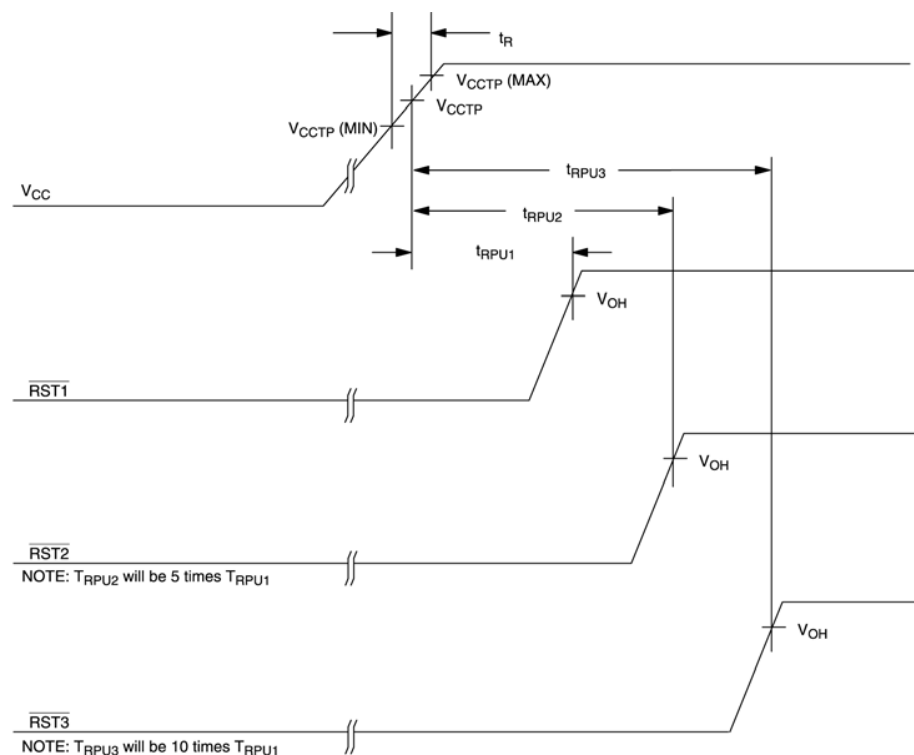 tR
VCCTP (MAX)
VCCTP
VCCTP (MIN)
tRPU3
VCC
tRPU2
tRPU1
VOH
RST1
VOH
RST2
NOTE: TRPU2 will be 5 times TRPU1
VOH
RST3
NOTE: TRPU3 will be 10 times TRPU1